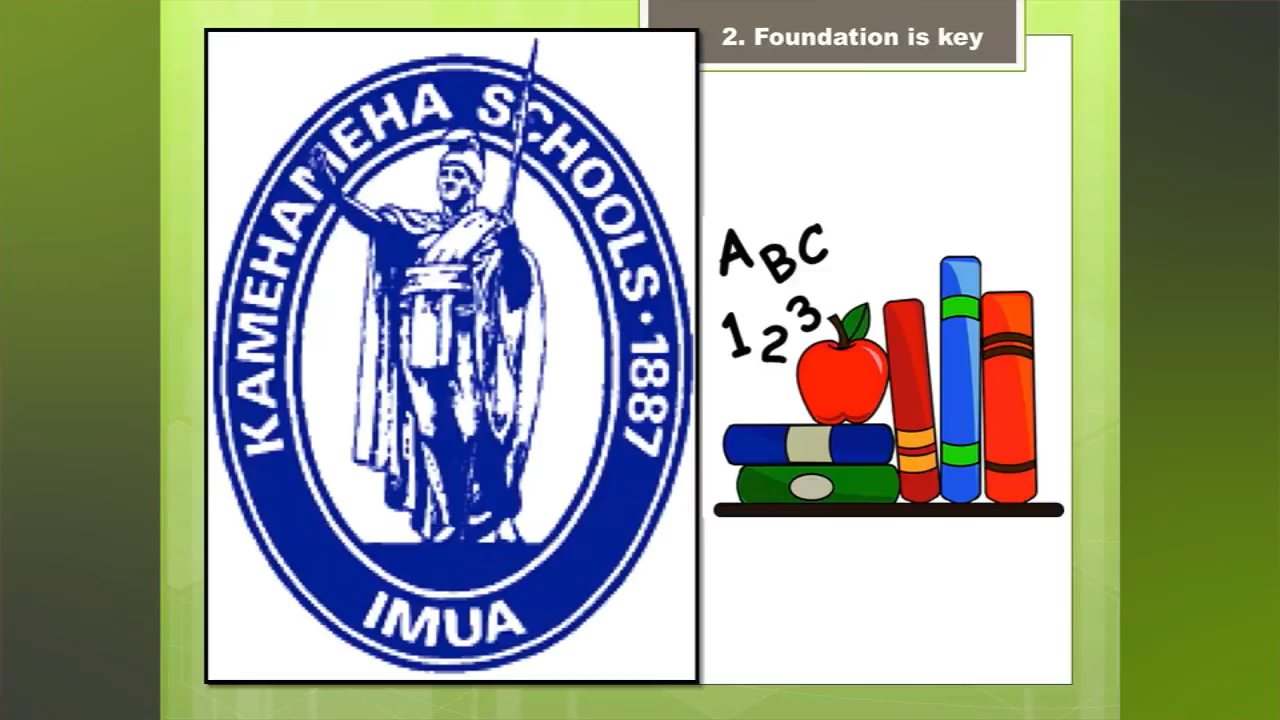 2. Foundation is key
KAMEHAMEHA SCHOOLS · 1887
IMUA
ABC
123